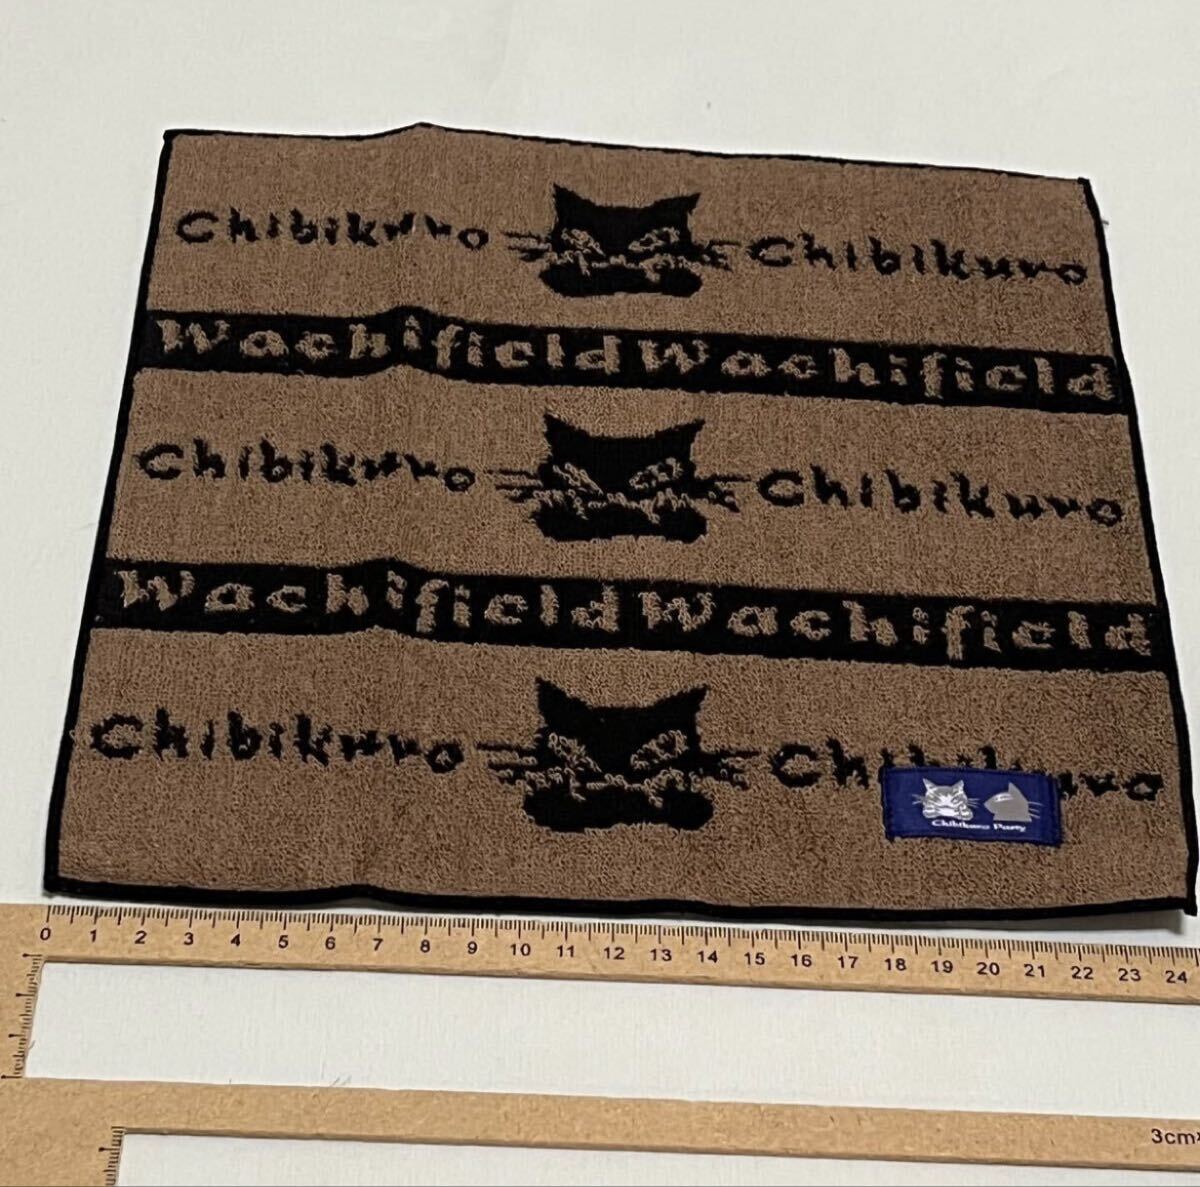 Chibikuro Chibikuro
Wachifield Wachifield
Chibikuro Chibikuro
Wachifield Wachifield
Chibikuro Chibikuro
Chibikuro Party
0 1 2 3 4 5 6 7 8 9 10 11 12 13 14 15 16 17 18 19 20 21 22 23 24
3cm